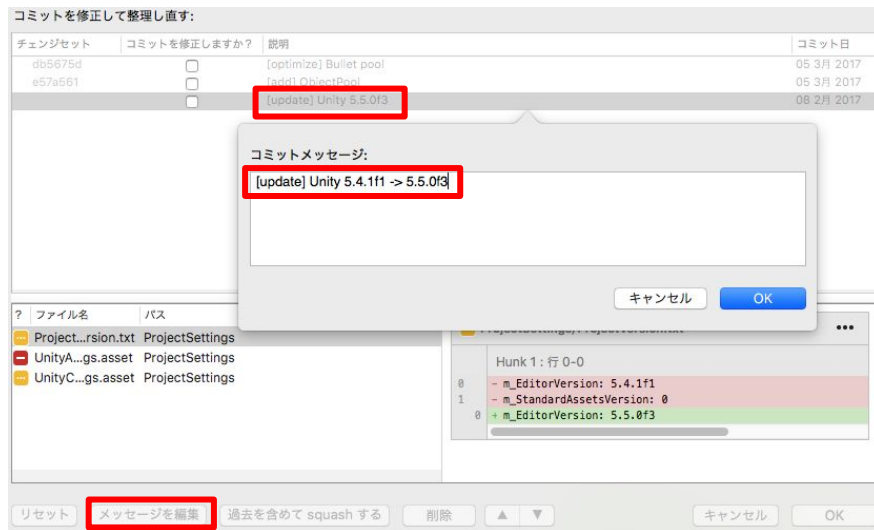 コミットを修正して整理し直す:
チェンジセット コミットを修正しますか? 説明 コミット日
db5675d [optimize] Bullet pool 05 3月 2017
e57a561 [add] ObjectPool 05 3月 2017
[update] Unity 5.5.0f3 08 2月 2017
コミットメッセージ:
[update] Unity 5.4.1f1 -> 5.5.0f3
キャンセル OK
? ファイル名 パス
Project...rsion.txt ProjectSettings
UnityA...gs.asset ProjectSettings
UnityC...gs.asset ProjectSettings
Hunk 1 : 行 0-0
0 - m_EditorVersion: 5.4.1f1
1 - m_StandardAssetsVersion: 0
0 + m_EditorVersion: 5.5.0f3
リセット メッセージを編集 過去を含めて squash する 削除 ▲ ▼ キャンセル OK